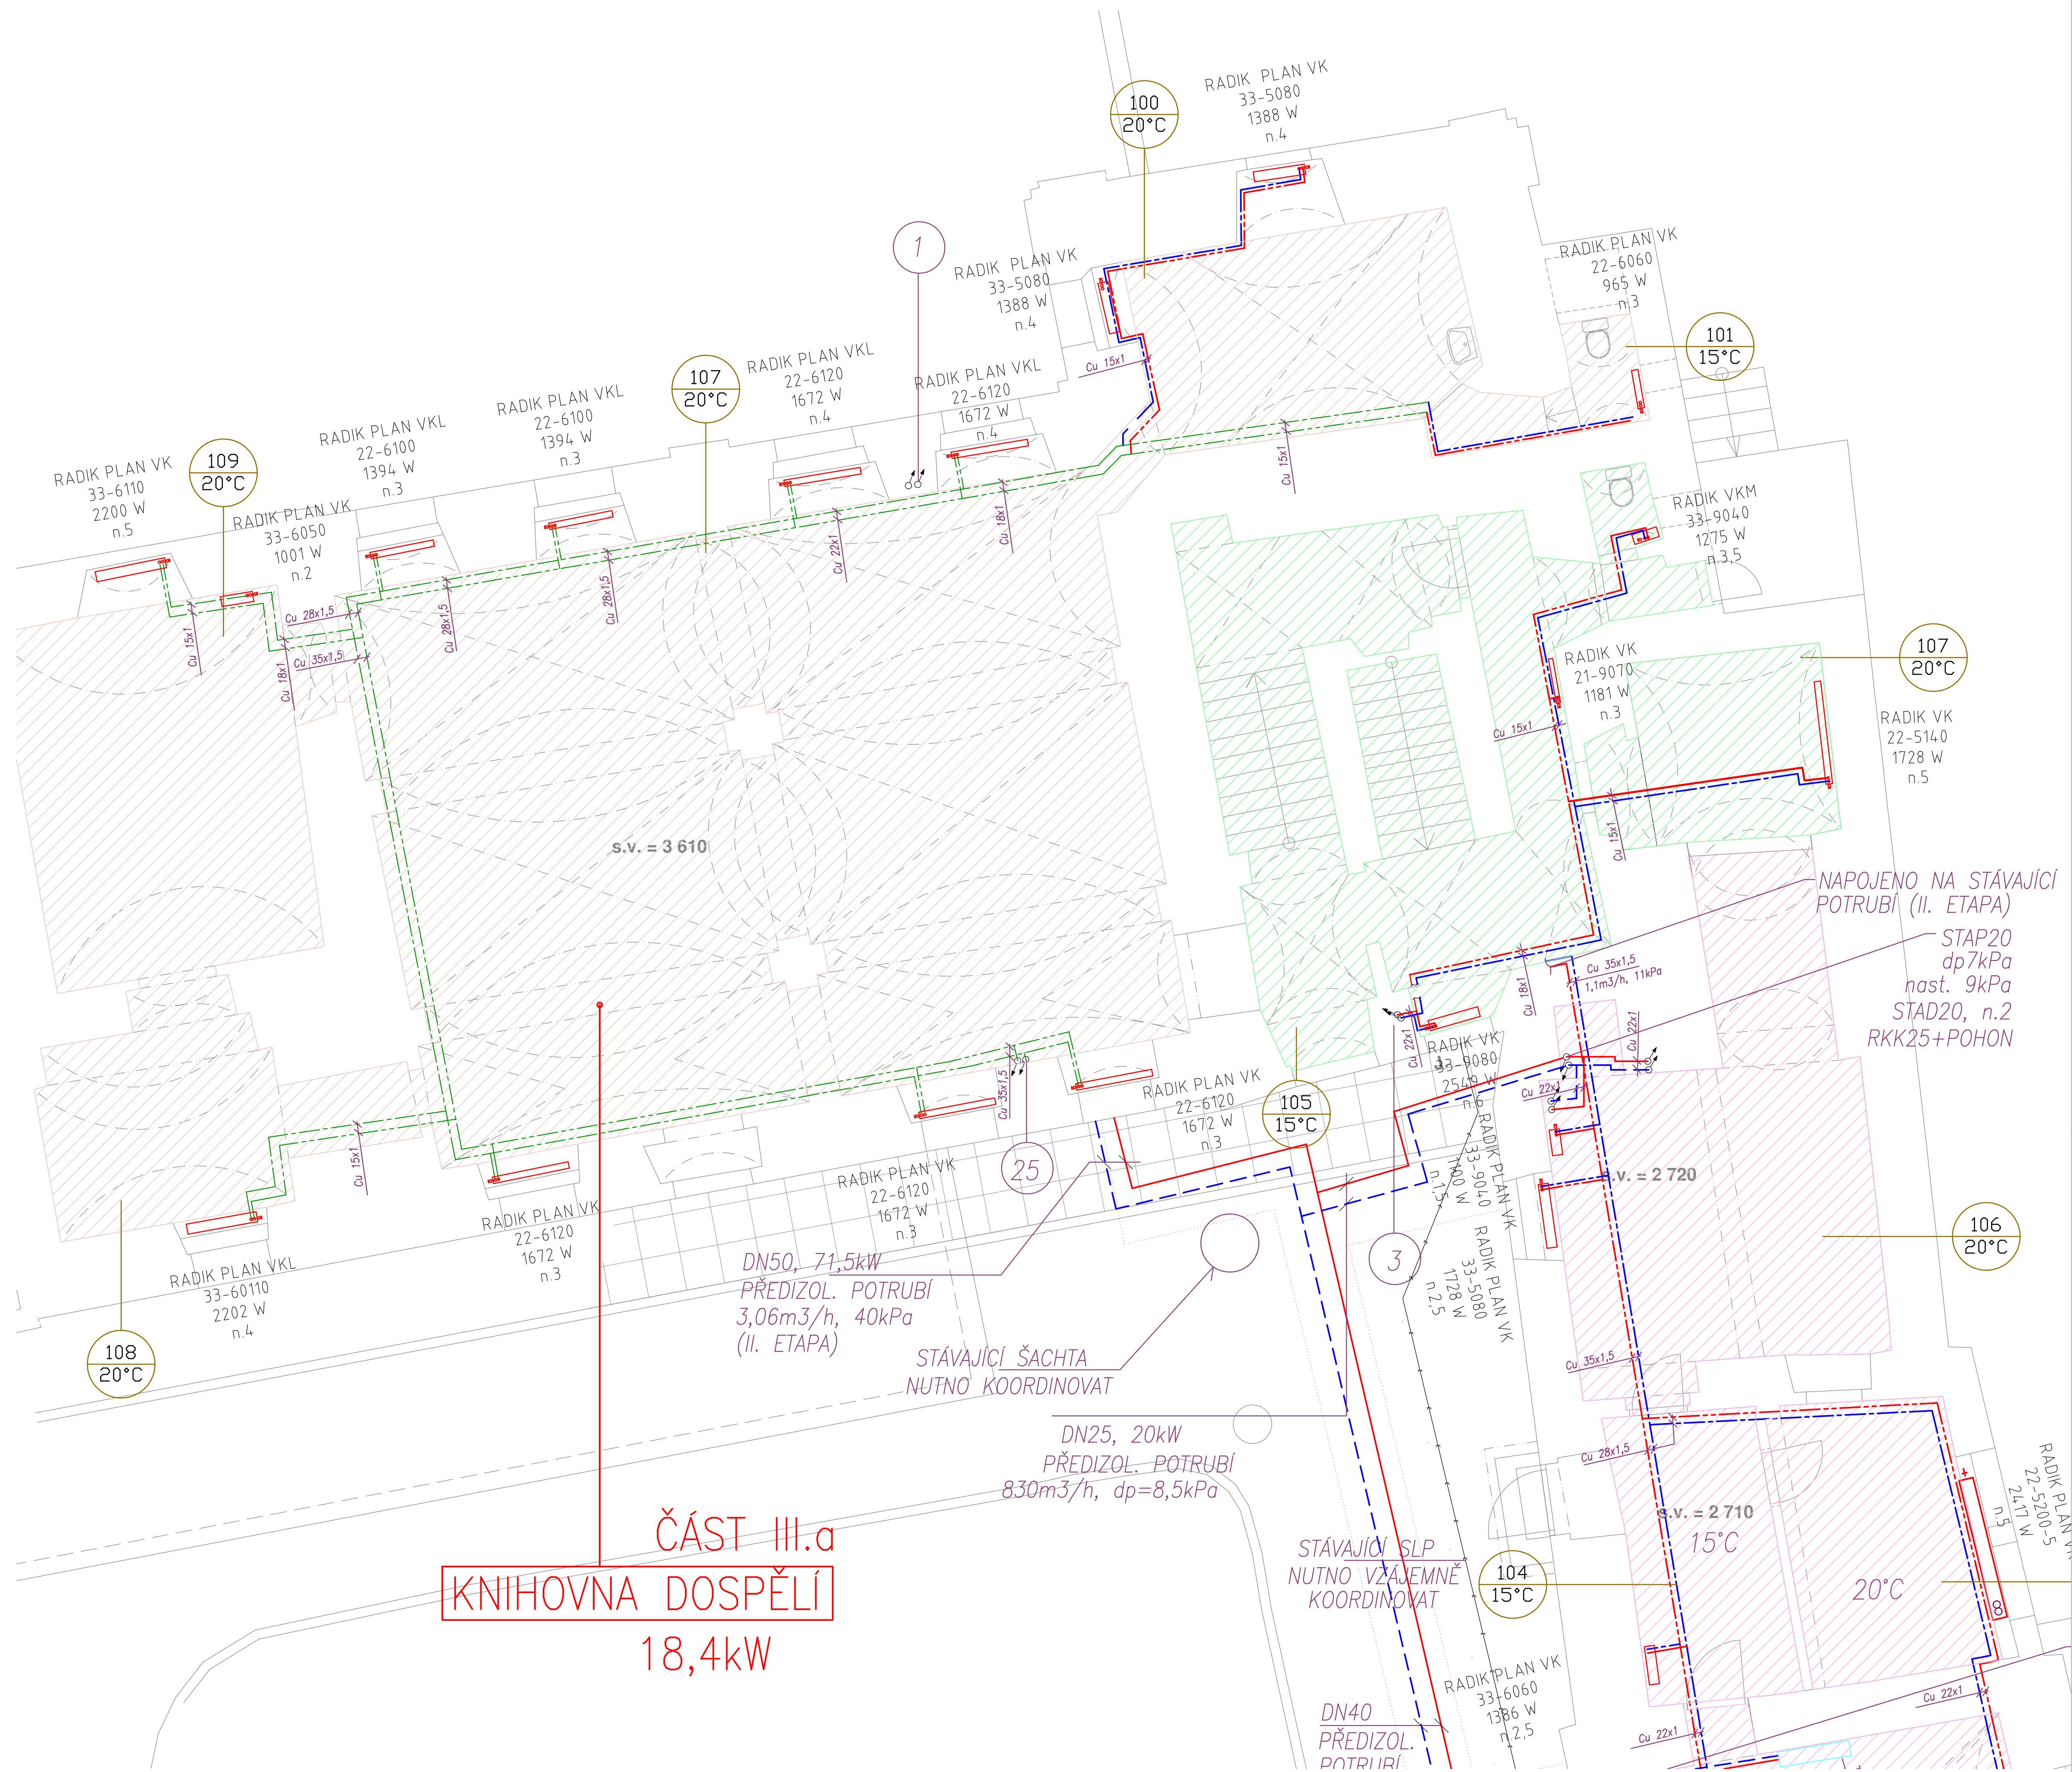 RADIK PLAN VK
33-5080
1388 W
n.4
100
20°C
1
RADIK PLAN VK
33-5080
1388 W
n.4
RADIK PLAN VK
22-6060
965 W
n.3
101
15°C
Cu 15x1
RADIK PLAN VKL
22-6120
1672 W
n.4
RADIK PLAN VKL
22-6120
1672 W
n.4
107
20°C
RADIK PLAN VKL
22-6100
1394 W
n.3
RADIK PLAN VKL
22-6100
1394 W
n.3
109
20°C
RADIK PLAN VK
33-6110
2200 W
n.5
RADIK PLAN VK
33-6050
1001 W
n.2
Cu 15x1
Cu 18x1
Cu 22x1
Cu 28x1,5
Cu 28x1,5
Cu 28x1,5
Cu 35x1,5
Cu 15x1
Cu 18x1
RADIK VKM
33-9040
1275 W
n.3,5
RADIK VK
21-9070
1181 W
n.3
107
20°C
RADIK VK
22-5140
1728 W
n.5
Cu 15x1
Cu 15x1
s.v. = 3 610
NAPOJENO NA STÁVAJÍCÍ
POTRUBÍ (II. ETAPA)
STAP20
dp7kPa
nast. 9kPa
STAD20, n.2
RKK25+POHON
Cu 35x1,5
1,1m3/h, 11kPa
Cu 18x1
Cu 22x1
Cu 22x1
Cu 22x1
RADIK VK
33-9080
2549 W
n.6
RADIK PLAN VK
22-6120
1672 W
n.3
105
15°C
Cu 35x1,5
25
Cu 15x1
RADIK PLAN VK
22-6120
1672 W
n.3
RADIK PLAN VK
22-6120
1672 W
n.3
RADIK PLAN VKL
33-60110
2202 W
n.4
108
20°C
RADIK PLAN VK
33-9040
1100 W
n.1,5
RADIK PLAN VK
33-5080
1728 W
n.2,5
s.v. = 2 720
106
20°C
3
DN50, 71,5kW
PŘEDIZOL. POTRUBÍ
3,06m3/h, 40kPa
(II. ETAPA)
STÁVAJÍCÍ ŠACHTA
NUTNO KOORDINOVAT
Cu 35x1,5
DN25, 20kW
PŘEDIZOL. POTRUBÍ
830m3/h, dp=8,5kPa
Cu 28x1,5
RADIK PLAN VK
22-5200-5
2417 W
n.5
s.v. = 2 710
15°C
20°C
8
STÁVAJÍCÍ SLP
NUTNO VZÁJEMNĚ
KOORDINOVAT
104
15°C
ČÁST III.a
KNIHOVNA DOSPĚLÍ
18,4kW
RADIK PLAN VK
33-6060
1386 W
n.2,5
Cu 22x1
Cu 22x1
DN40
PŘEDIZOL.
POTRUBÍ